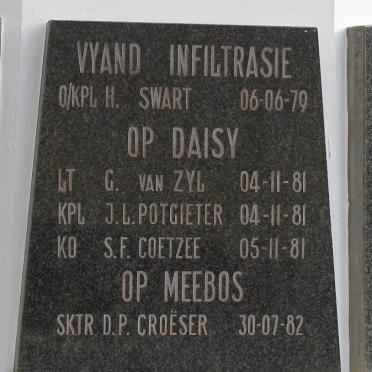 VYAND INFILTRASIE
O/KPL H. SWART 06-06-79
OP DAISY
LT G. VAN ZYL 04-11-81
KPL J.L. POTGIETER 04-11-81
KO S.F. COETZEE 05-11-81
OP MEEBOS
SKTR D.P. CROËSER 30-07-82